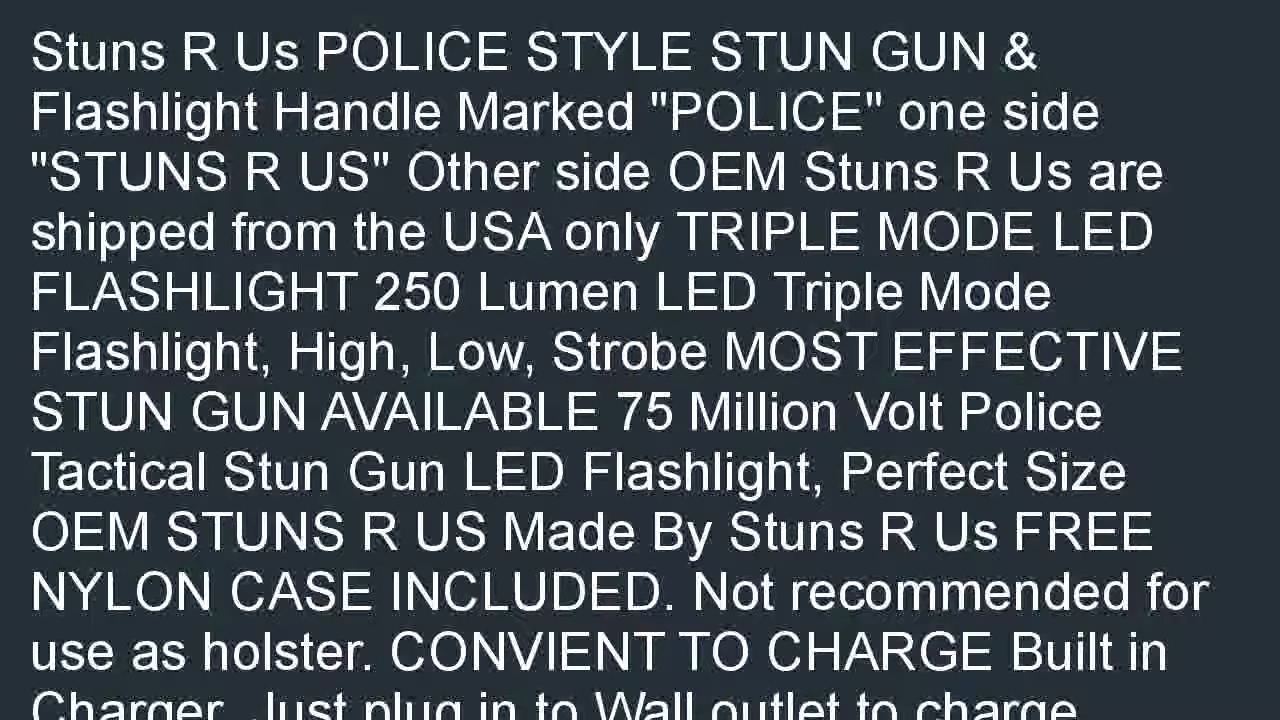 Stuns R Us POLICE STYLE STUN GUN &
Flashlight Handle Marked "POLICE" one side
"STUNS R US" Other side OEM Stuns R Us are
shipped from the USA only TRIPLE MODE LED
FLASHLIGHT 250 Lumen LED Triple Mode
Flashlight, High, Low, Strobe MOST EFFECTIVE
STUN GUN AVAILABLE 75 Million Volt Police
Tactical Stun Gun LED Flashlight, Perfect Size
OEM STUNS R US Made By Stuns R Us FREE
NYLON CASE INCLUDED. Not recommended for
use as holster. CONVIENT TO CHARGE Built in
Charger. Just plug in to Wall outlet to charge